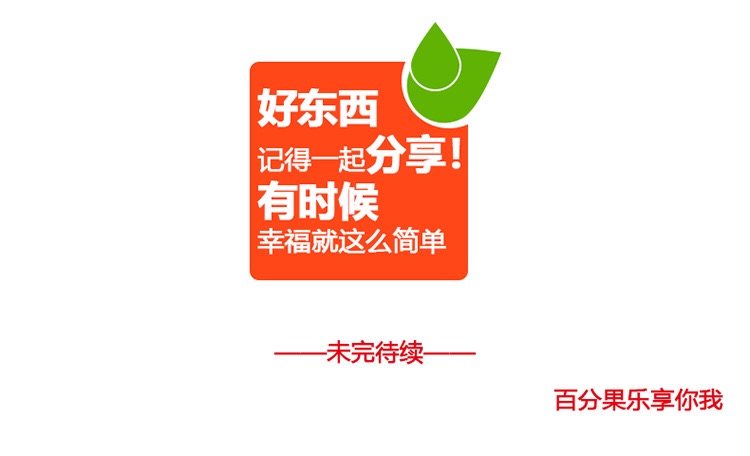 好东西
记得一起分享！
有时候
幸福就这么简单
——未完待续——
百分果乐享你我